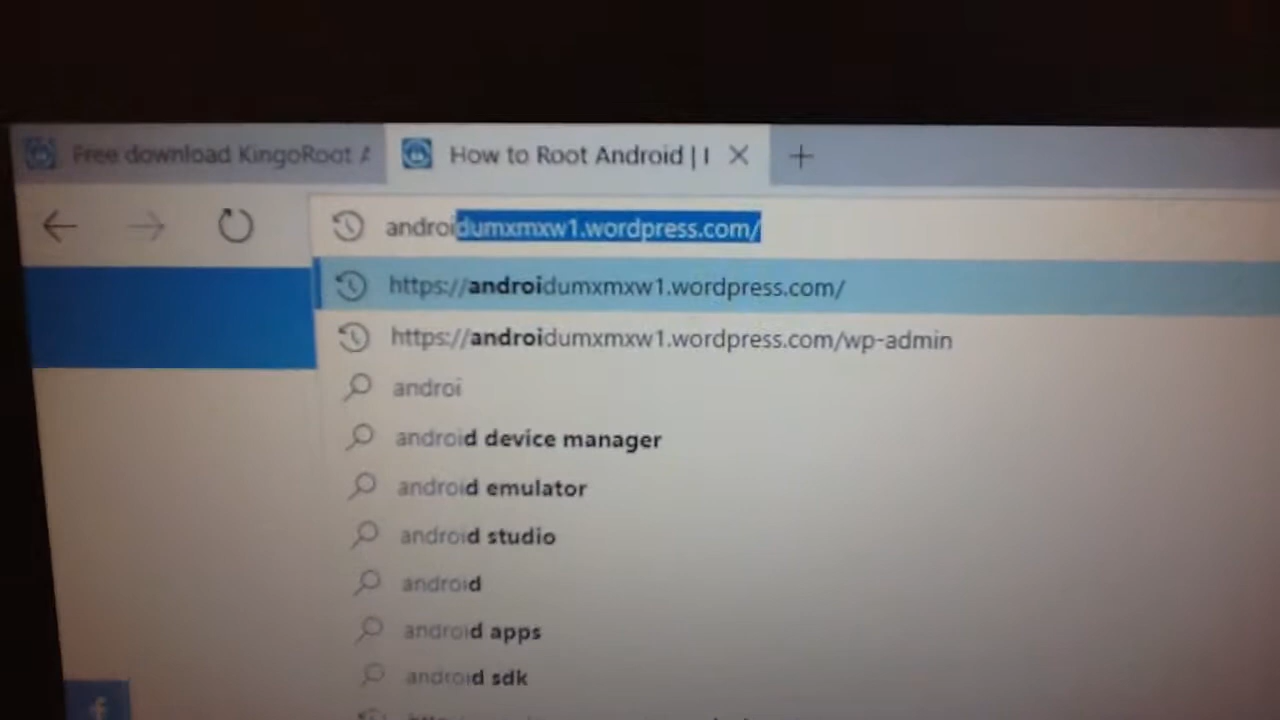 Free download KingoRoot A
How to Root Android | I
androidumxmxw1.wordpress.com/
https://androidumxmxw1.wordpress.com/
https://androidumxmxw1.wordpress.com/wp-admin
androi
android device manager
android emulator
android studio
android
android apps
android sdk
f